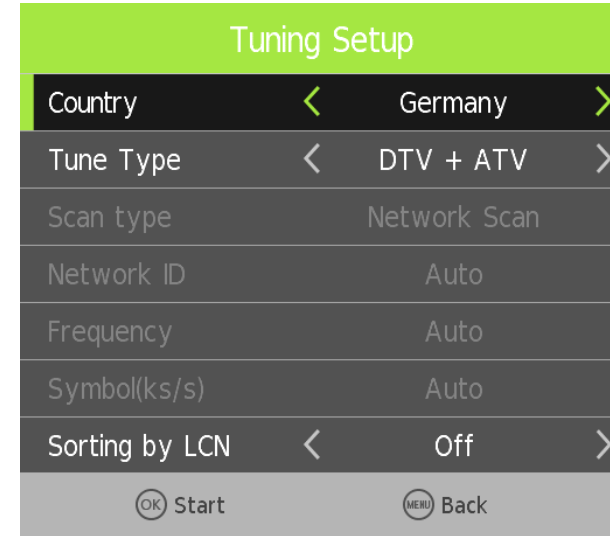 Tuning Setup
Country < Germany >
Tune Type < DTV + ATV >
Scan type Network Scan
Network ID Auto
Frequency Auto
Symbol(ks/s) Auto
Sorting by LCN < Off >
OK Start MENU Back